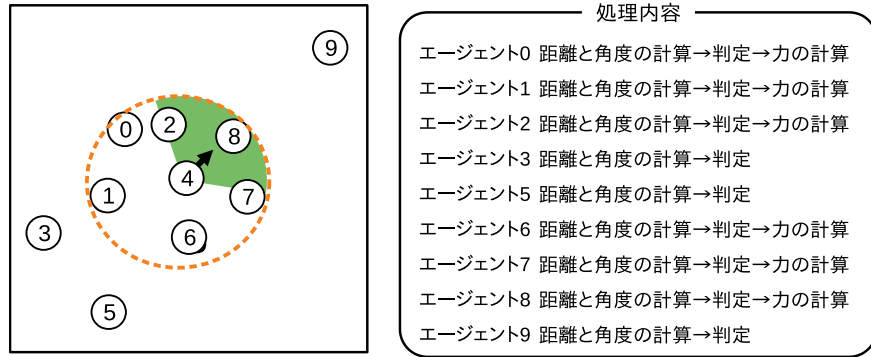 9
0
2
8
4
1
7
3
6
5
処理内容
エージェント0 距離と角度の計算→判定→力の計算
エージェント1 距離と角度の計算→判定→力の計算
エージェント2 距離と角度の計算→判定→力の計算
エージェント3 距離と角度の計算→判定
エージェント5 距離と角度の計算→判定
エージェント6 距離と角度の計算→判定→力の計算
エージェント7 距離と角度の計算→判定→力の計算
エージェント8 距離と角度の計算→判定→力の計算
エージェント9 距離と角度の計算→判定